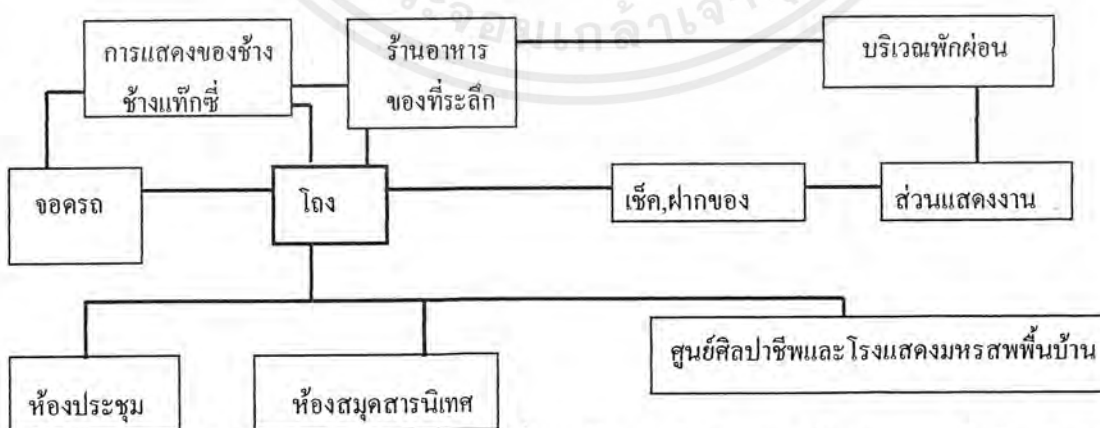 การแสดงของช้าง
ช้างแท๊กซี่
ร้านอาหาร
ของที่ระลึก
บริเวณพักผ่อน
จอดรถ
โถง
เช็ค,ฝากของ
ส่วนแสดงงาน
ห้องประชุม
ห้องสมุดสารนิเทศ
ศูนย์ศิลปาชีพและโรงแสดงมหรสพพื้นบ้าน